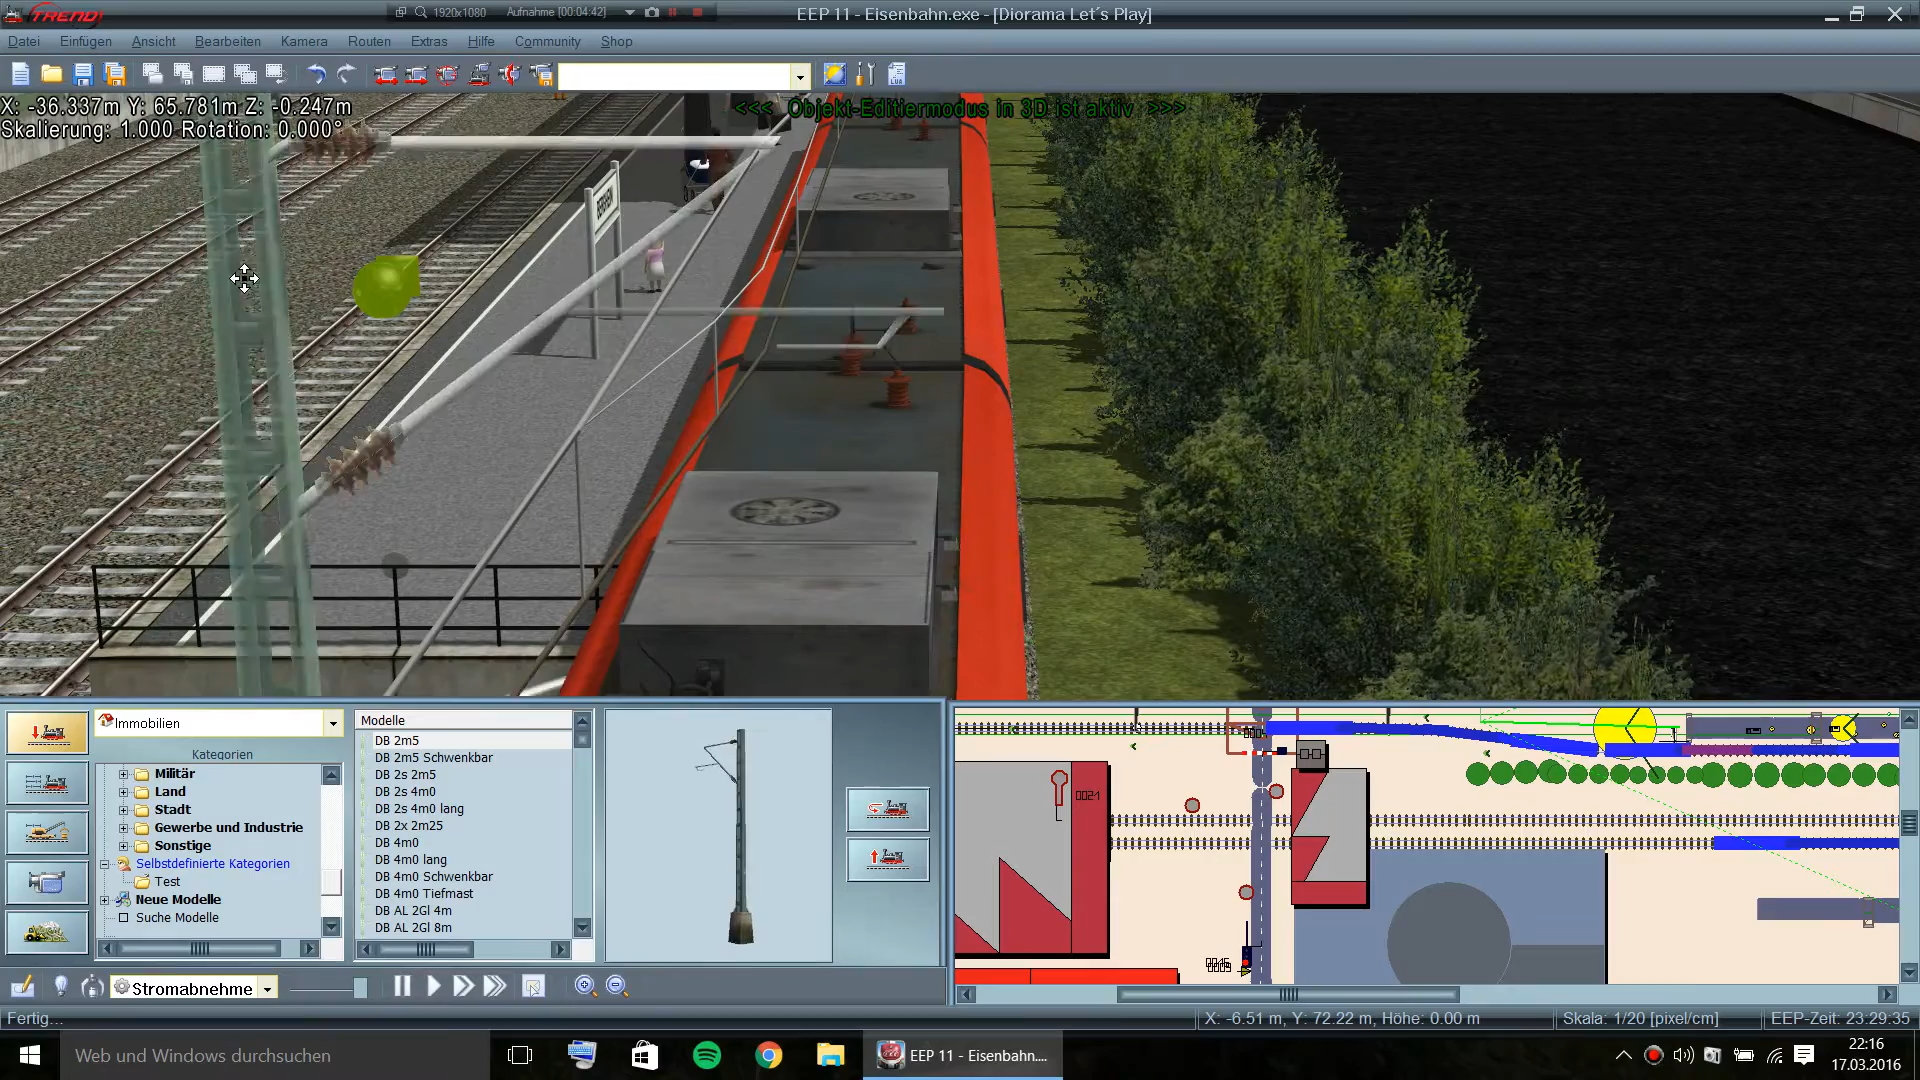 TREND
1920x1080
Aufnahme [00:04:42]
EEP 11 - Eisenbahn.exe - [Diorama Let´s Play]
Datei Einfügen Ansicht Bearbeiten Kamera Routen Extras Hilfe Community Shop
X: -36.337m Y: 65.781m Z: -0.247m
<<< Objekt-Editiermodus in 3D ist aktiv >>>
Skalierung: 1.000 Rotation: 0.000°
Immobilien
Kategorien
Militär
Land
Stadt
Gewerbe und Industrie
Sonstige
Selbstdefinierte Kategorien
Test
Neue Modelle
Suche Modelle
Modelle
DB 2m5
DB 2m5 Schwenkbar
DB 2s 2m5
DB 2s 4m0
DB 2s 4m0 lang
DB 2x 2m25
DB 4m0
DB 4m0 lang
DB 4m0 Schwenkbar
DB 4m0 Tiefmast
DB AL 2Gl 4m
DB AL 2Gl 8m
0021
Stromabnehme
Fertig...
X: -6.51 m, Y: 72.22 m, Höhe: 0.00 m
Skala: 1/20 [pixel/cm]
EEP-Zeit: 23:29:35
Web und Windows durchsuchen
EEP 11 - Eisenbahn....
22:16
17.03.2016